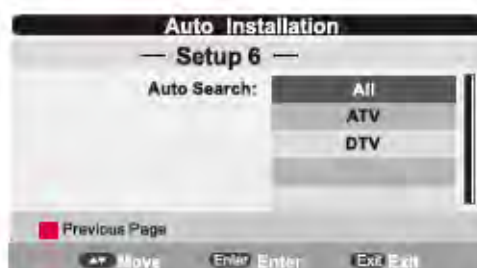 Auto Installation
— Setup 6 —
Auto Search:
All
ATV
DTV
Previous Page
Move Enter Enter Exit Exit